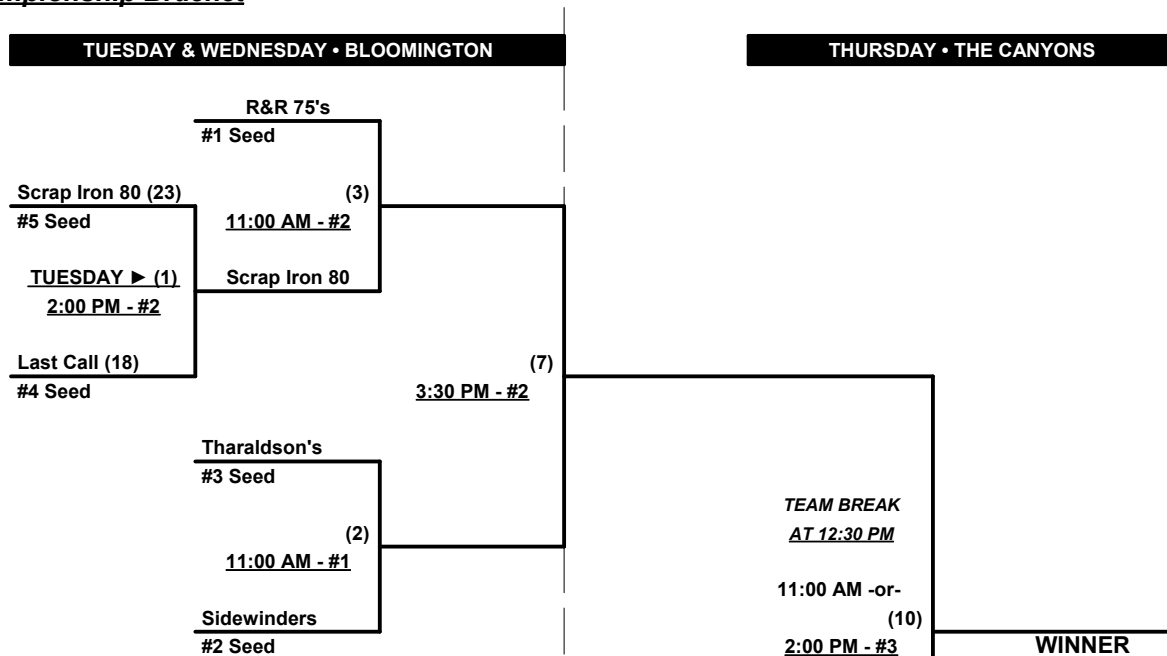 TUESDAY & WEDNESDAY • BLOOMINGTON
THURSDAY • THE CANYONS
R&R 75's
#1 Seed
Scrap Iron 80 (23)
(3)
#5 Seed
11:00 AM - #2
TUESDAY ► (1)
Scrap Iron 80
2:00 PM - #2
Last Call (18)
(7)
#4 Seed
3:30 PM - #2
Tharaldson's
#3 Seed
TEAM BREAK
(2)
AT 12:30 PM
11:00 AM - #1
11:00 AM -or-
Sidewinders
(10)
#2 Seed
2:00 PM - #3
WINNER